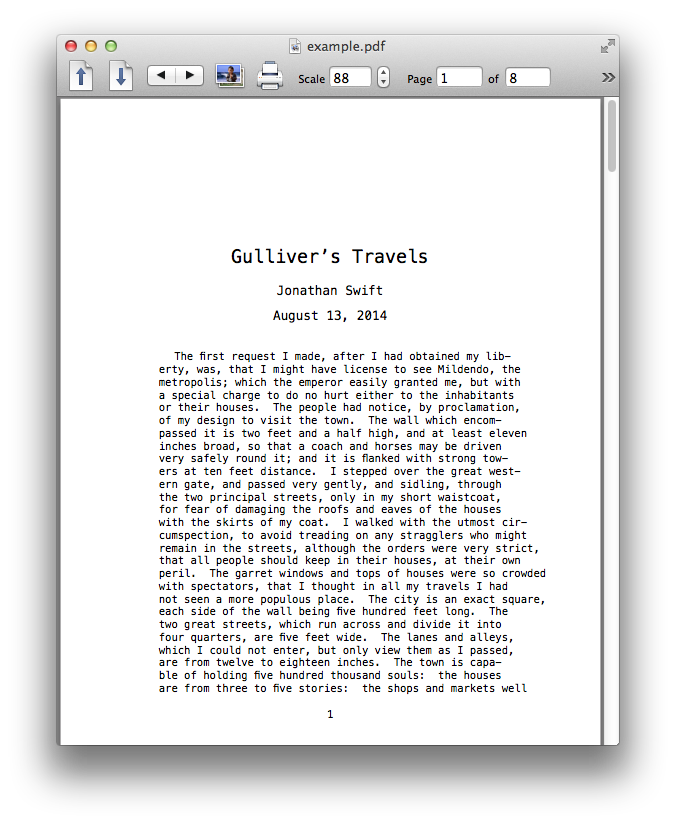 example.pdf
Scale 88 Page 1 of 8
Gulliver’s Travels
Jonathan Swift
August 13, 2014
The first request I made, after I had obtained my lib–
erty, was, that I might have license to see Mildendo, the
metropolis; which the emperor easily granted me, but with
a special charge to do no hurt either to the inhabitants
or their houses.  The people had notice, by proclamation,
of my design to visit the town.  The wall which encom–
passed it is two feet and a half high, and at least eleven
inches broad, so that a coach and horses may be driven
very safely round it; and it is flanked with strong tow–
ers at ten feet distance.  I stepped over the great west–
ern gate, and passed very gently, and sidling, through
the two principal streets, only in my short waistcoat,
for fear of damaging the roofs and eaves of the houses
with the skirts of my coat.  I walked with the utmost cir–
cumspection, to avoid treading on any stragglers who might
remain in the streets, although the orders were very strict,
that all people should keep in their houses, at their own
peril.  The garret windows and tops of houses were so crowded
with spectators, that I thought in all my travels I had
not seen a more populous place.  The city is an exact square,
each side of the wall being five hundred feet long.  The
two great streets, which run across and divide it into
four quarters, are five feet wide.  The lanes and alleys,
which I could not enter, but only view them as I passed,
are from twelve to eighteen inches.  The town is capa–
ble of holding five hundred thousand souls:  the houses
are from three to five stories:  the shops and markets well
1